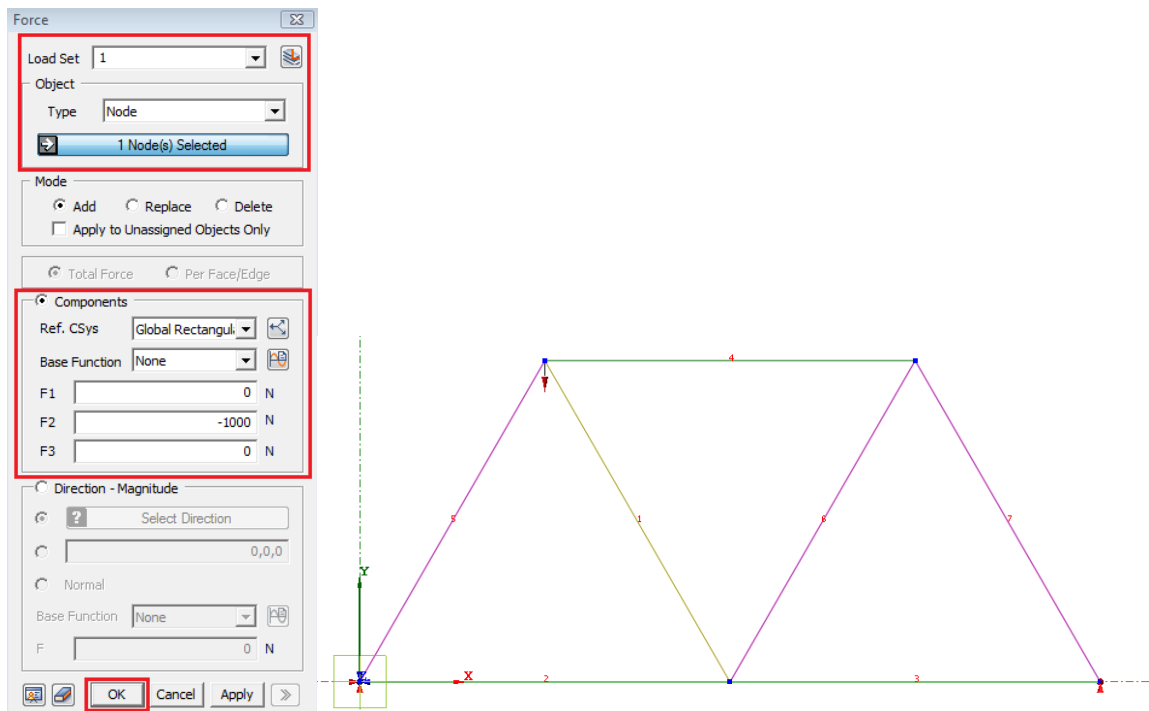 Force
Load Set 1
Object
Type Node
1 Node(s) Selected
Mode
Add Replace Delete
Apply to Unassigned Objects Only
Total Force Per Face/Edge
Components
Ref. CSys Global Rectangul
Base Function None
F1 0 N
F2 -1000 N
F3 0 N
Direction - Magnitude
? Select Direction
0,0,0
Normal
Base Function None
F 0 N
OK Cancel Apply >>
4
5 1 6 7
Y
X 2 3